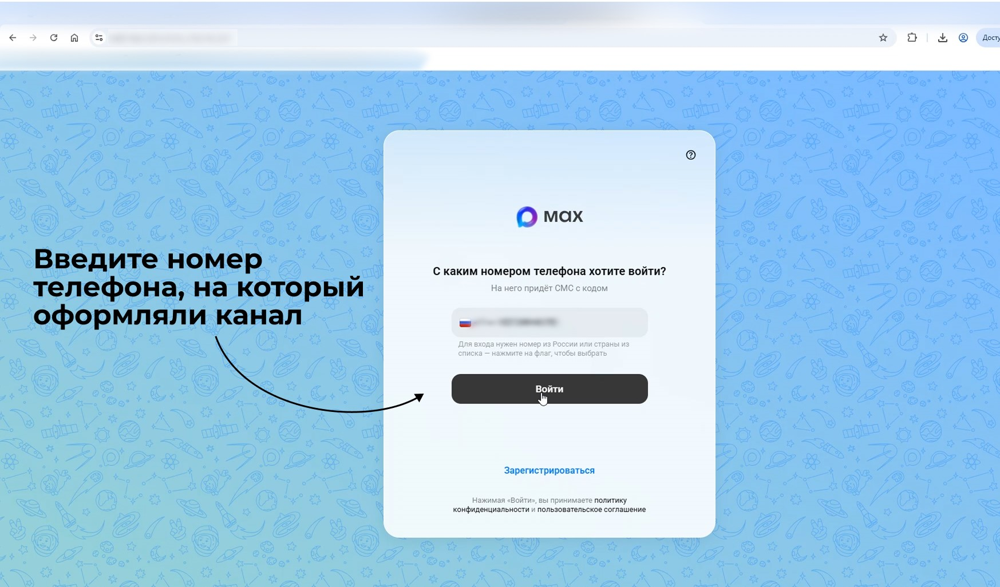 Досту
Введите номер
телефона, на который
оформляли канал
мах
С каким номером телефона хотите войти?
На него придёт СМС с кодом
Для входа нужен номер из России или страны из
списка — нажмите на флаг, чтобы выбрать
Войти
Зарегистрироваться
Нажимая «Войти», вы принимаете политику
конфиденциальности и пользовательское соглашение